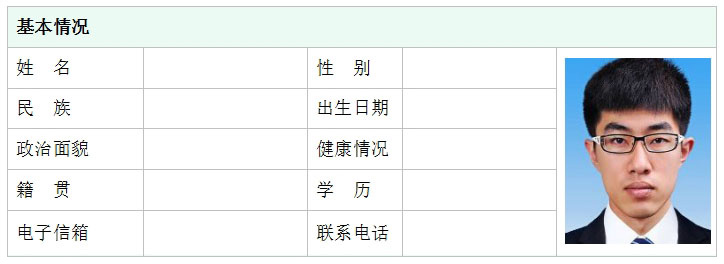 基本情况
姓 名 性 别
民 族 出生日期
政治面貌 健康情况
籍 贯 学 历
电子信箱 联系电话